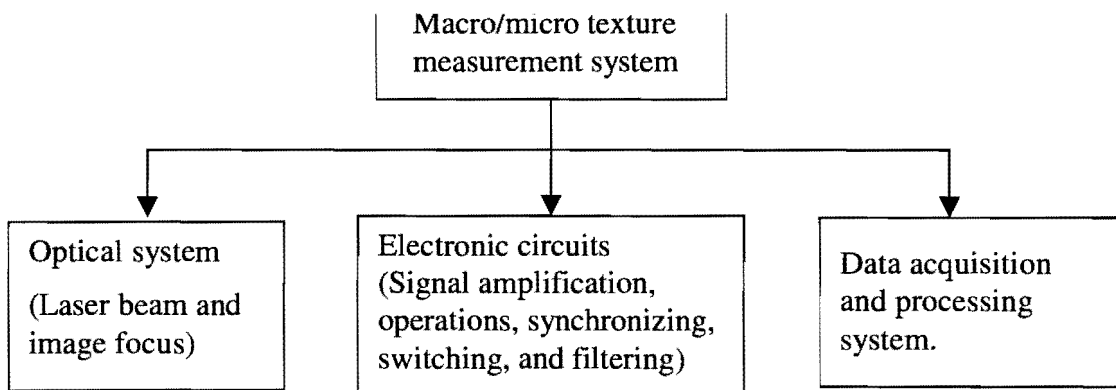 Macro/micro texture
measurement system
Optical system
(Laser beam and
image focus)
Electronic circuits
(Signal amplification,
operations, synchronizing,
switching, and filtering)
Data acquisition
and processing
system.